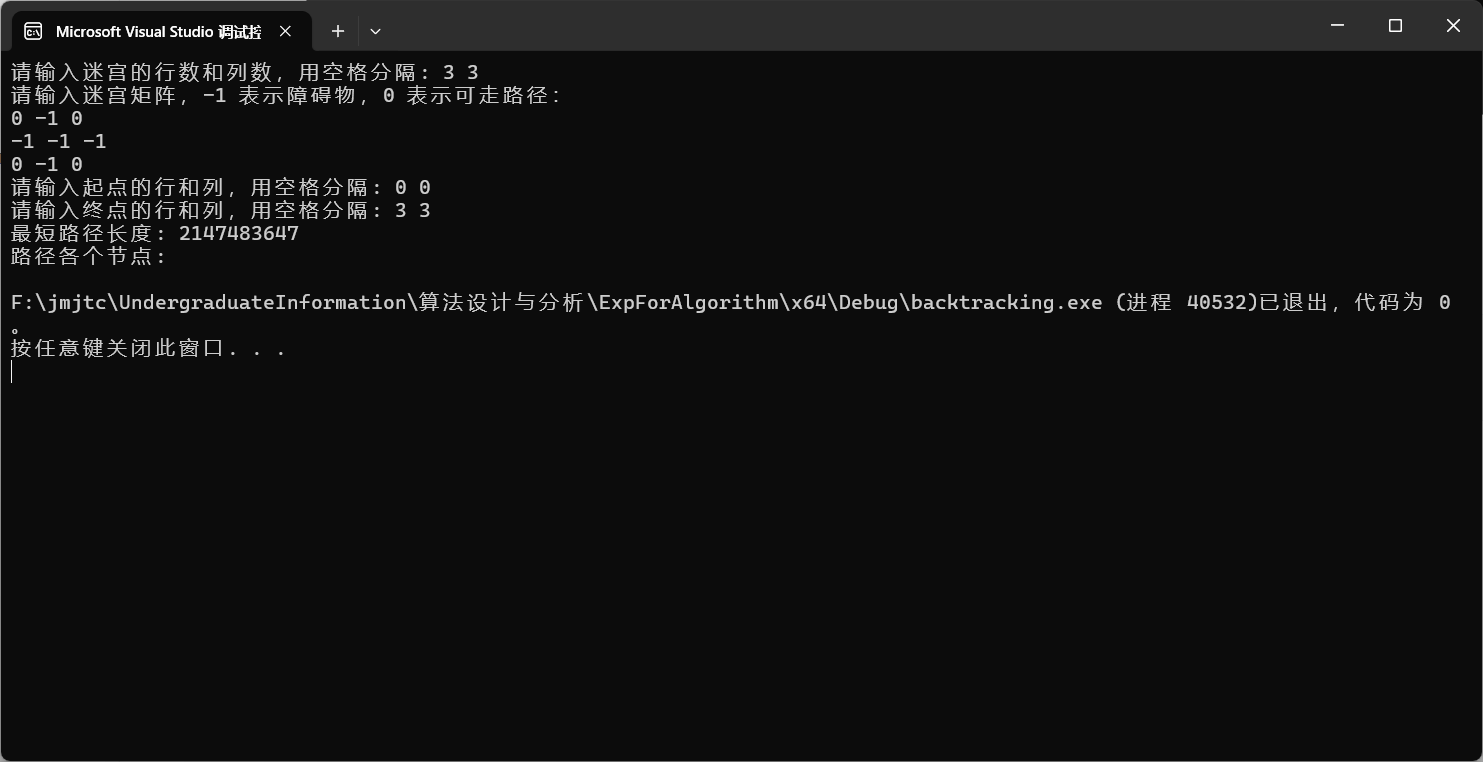 Microsoft Visual Studio 调试控
请输入迷宫的行数和列数，用空格分隔：3 3
请输入迷宫矩阵，-1 表示障碍物，0 表示可走路径：
0 -1 0
-1 -1 -1
0 -1 0
请输入起点的行和列，用空格分隔：0 0
请输入终点的行和列，用空格分隔：3 3
最短路径长度：2147483647
路径各个节点：
F:\jmjtc\UndergraduateInformation\算法设计与分析\ExpForAlgorithm\x64\Debug\backtracking.exe (进程 40532)已退出，代码为 0
。
按任意键关闭此窗口. . .